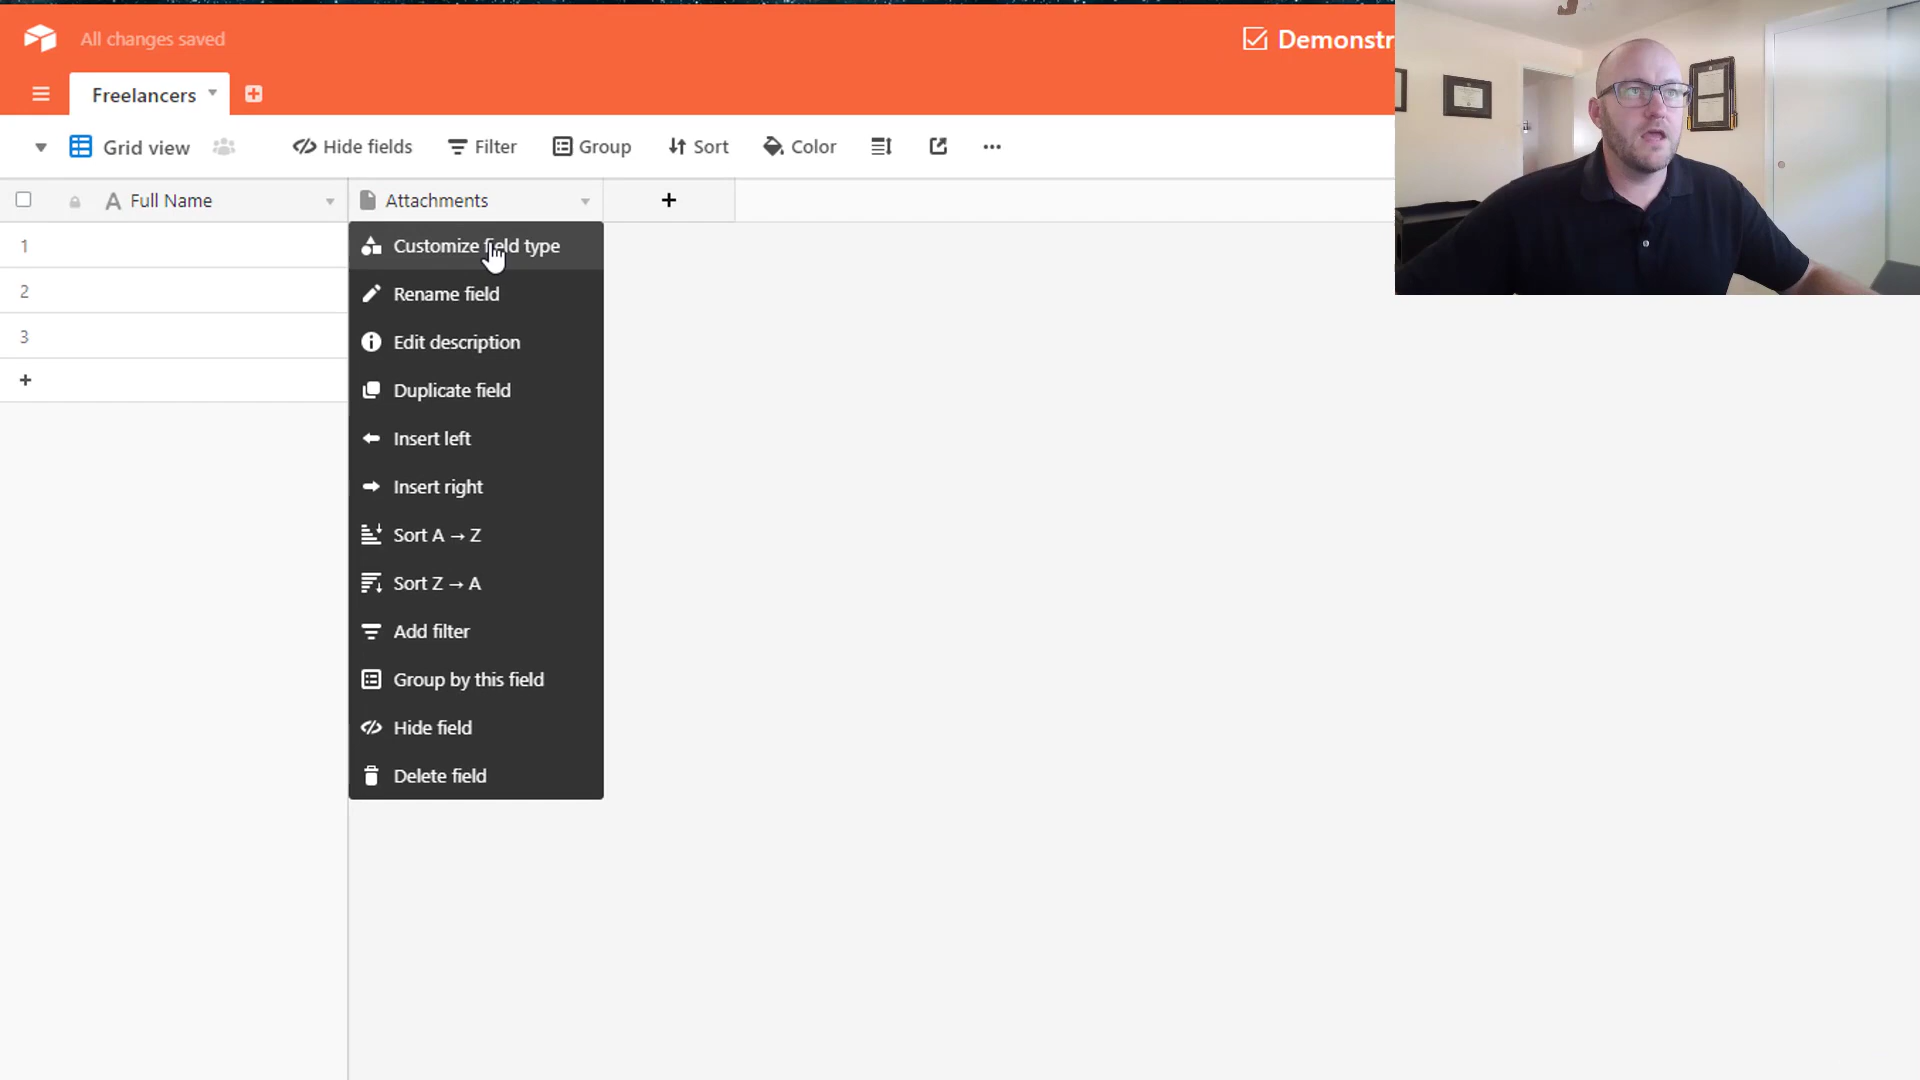 All changes saved
Demonstr
Freelancers
Grid view
Hide fields
Filter
Group
Sort
Color
A Full Name
Attachments
1
2
3
Customize field type
Rename field
Edit description
Duplicate field
Insert left
Insert right
Sort A → Z
Sort Z → A
Add filter
Group by this field
Hide field
Delete field